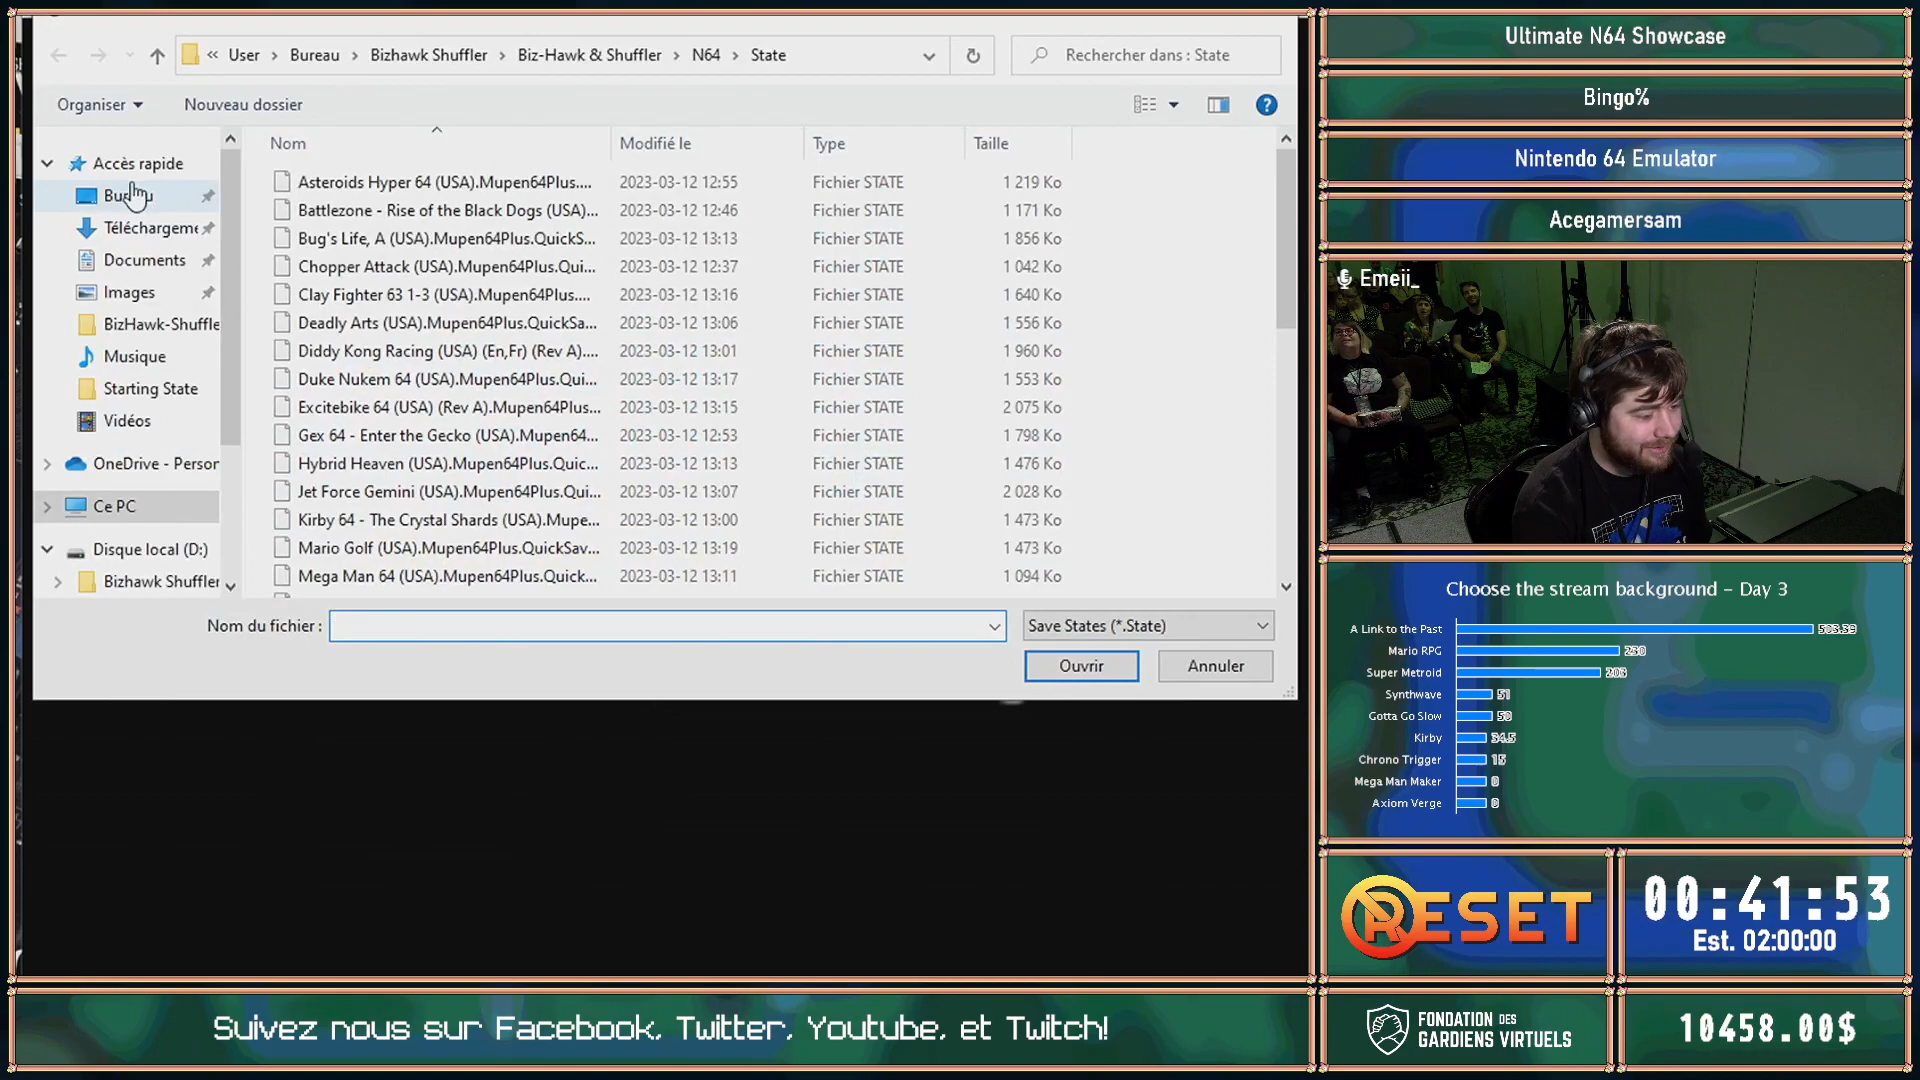 « User › Bureau › Bizhawk Shuffler › Biz-Hawk & Shuffler › N64 › State
Rechercher dans : State
Organiser
Nouveau dossier
Nom Modifié le Type Taille
Accès rapide
Téléchargeme
Documents
Images
BizHawk-Shuffle
Musique
Starting State
Vidéos
OneDrive - Person
Ce PC
Disque local (D:)
Bizhawk Shuffler
Asteroids Hyper 64 (USA).Mupen64Plus.... 2023-03-12 12:55 Fichier STATE 1 219 Ko
Battlezone - Rise of the Black Dogs (USA)... 2023-03-12 12:46 Fichier STATE 1 171 Ko
Bug's Life, A (USA).Mupen64Plus.QuickS... 2023-03-12 13:13 Fichier STATE 1 856 Ko
Chopper Attack (USA).Mupen64Plus.Qui... 2023-03-12 12:37 Fichier STATE 1 042 Ko
Clay Fighter 63 1-3 (USA).Mupen64Plus.... 2023-03-12 13:16 Fichier STATE 1 640 Ko
Deadly Arts (USA).Mupen64Plus.QuickSa... 2023-03-12 13:06 Fichier STATE 1 556 Ko
Diddy Kong Racing (USA) (En,Fr) (Rev A).... 2023-03-12 13:01 Fichier STATE 1 960 Ko
Duke Nukem 64 (USA).Mupen64Plus.Qui... 2023-03-12 13:17 Fichier STATE 1 553 Ko
Excitebike 64 (USA) (Rev A).Mupen64Plus... 2023-03-12 13:15 Fichier STATE 2 075 Ko
Gex 64 - Enter the Gecko (USA).Mupen64... 2023-03-12 12:53 Fichier STATE 1 798 Ko
Hybrid Heaven (USA).Mupen64Plus.Quic... 2023-03-12 13:13 Fichier STATE 1 476 Ko
Jet Force Gemini (USA).Mupen64Plus.Qui... 2023-03-12 13:07 Fichier STATE 2 028 Ko
Kirby 64 - The Crystal Shards (USA).Mupe... 2023-03-12 13:00 Fichier STATE 1 473 Ko
Mario Golf (USA).Mupen64Plus.QuickSav... 2023-03-12 13:19 Fichier STATE 1 473 Ko
Mega Man 64 (USA).Mupen64Plus.Quick... 2023-03-12 13:11 Fichier STATE 1 094 Ko
Nom du fichier :
Save States (*.State)
Ouvrir
Annuler
Ultimate N64 Showcase
Bingo%
Nintendo 64 Emulator
Acegamersam
Emeii_
Choose the stream background - Day 3
A Link to the Past 503.39
Mario RPG 230
Super Metroid 203
Synthwave 51
Gotta Go Slow 50
Kirby 34.5
Chrono Trigger 15
Mega Man Maker 0
Axiom Verge 0
RESET
00:41:53
Est. 02:00:00
Suivez nous sur Facebook, Twitter, Youtube, et Twitch!
FONDATION DES
GARDIENS VIRTUELS
10458.00$